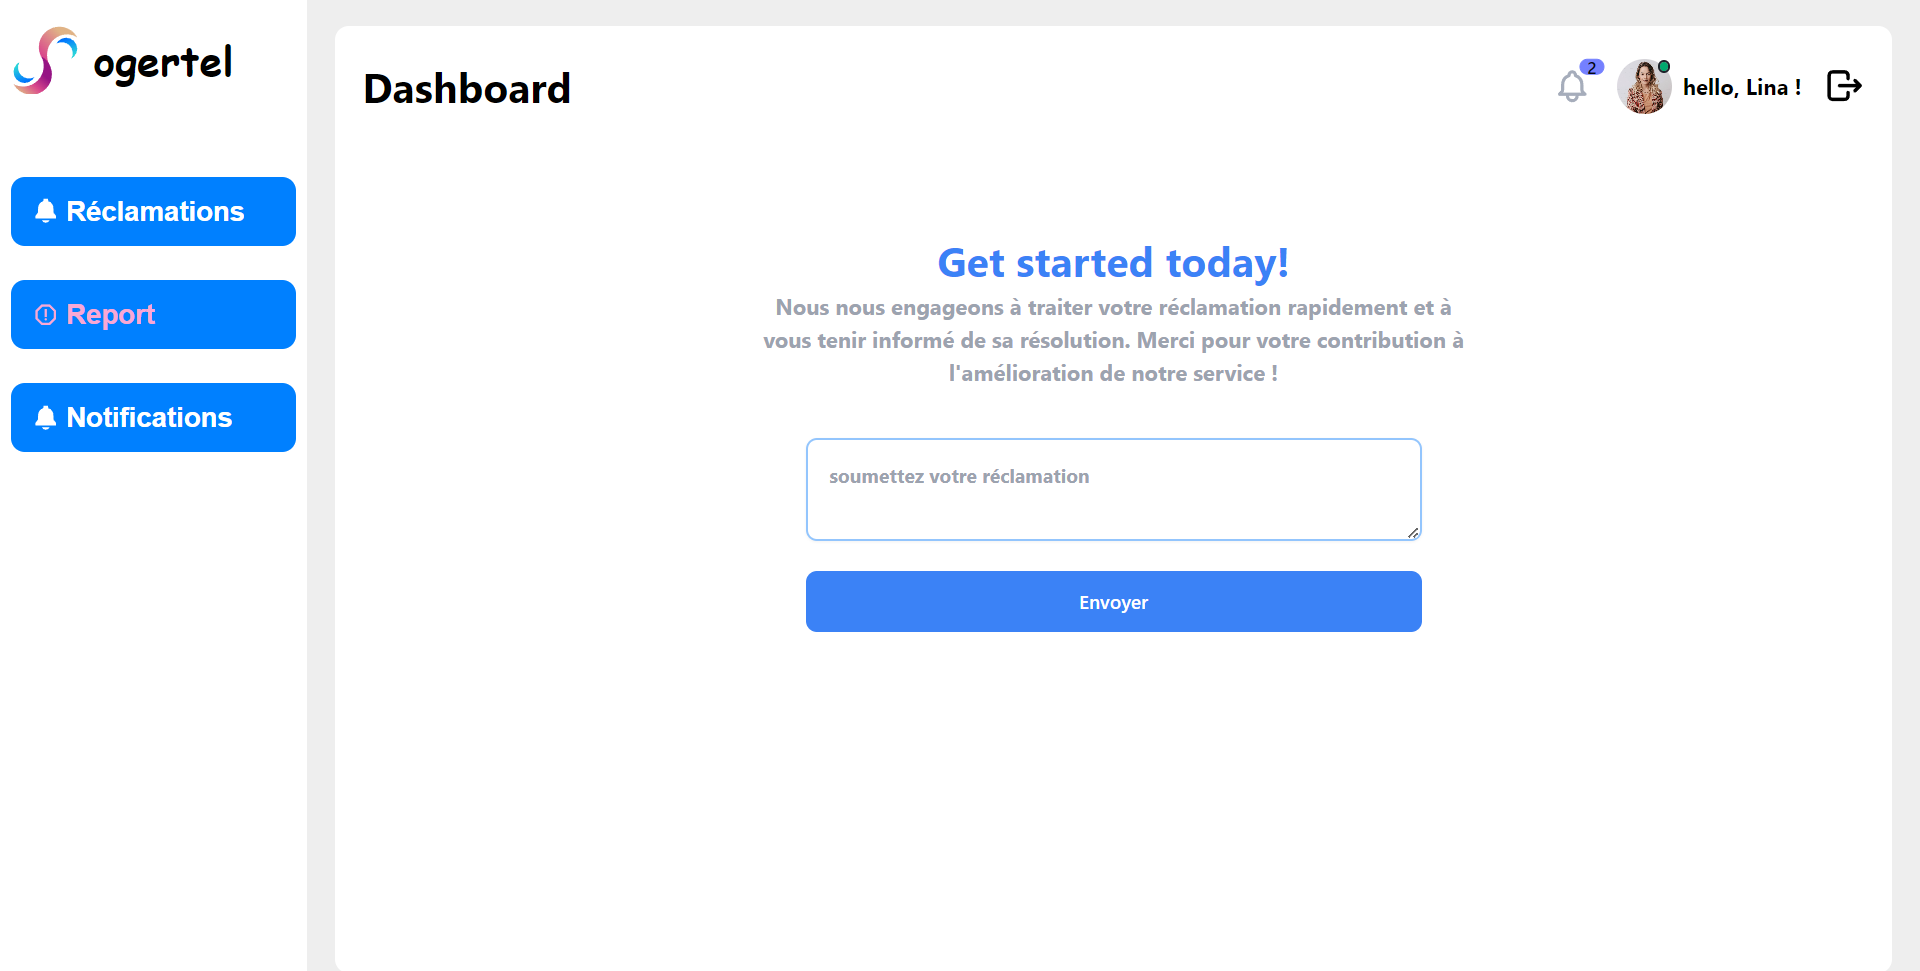 ogertel
Dashboard
2
hello, Lina !
Réclamations
Report
Notifications
Get started today!
Nous nous engageons à traiter votre réclamation rapidement et à
vous tenir informé de sa résolution. Merci pour votre contribution à
l'amélioration de notre service !
soumettez votre réclamation
Envoyer